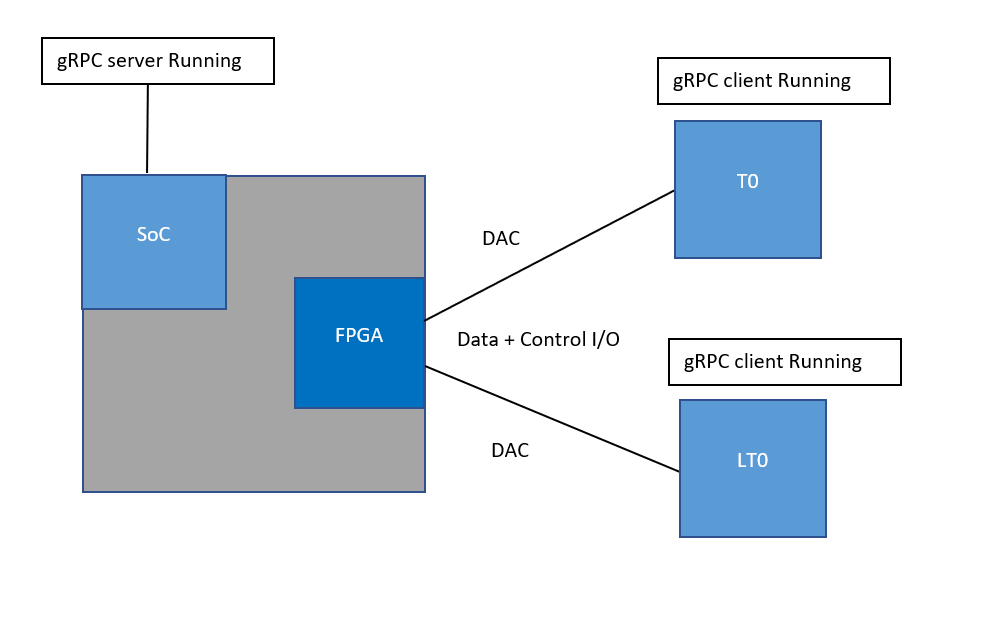 gRPC server Running
gRPC client Running
T0
SoC
DAC
FPGA
Data + Control I/O
gRPC client Running
DAC
LT0